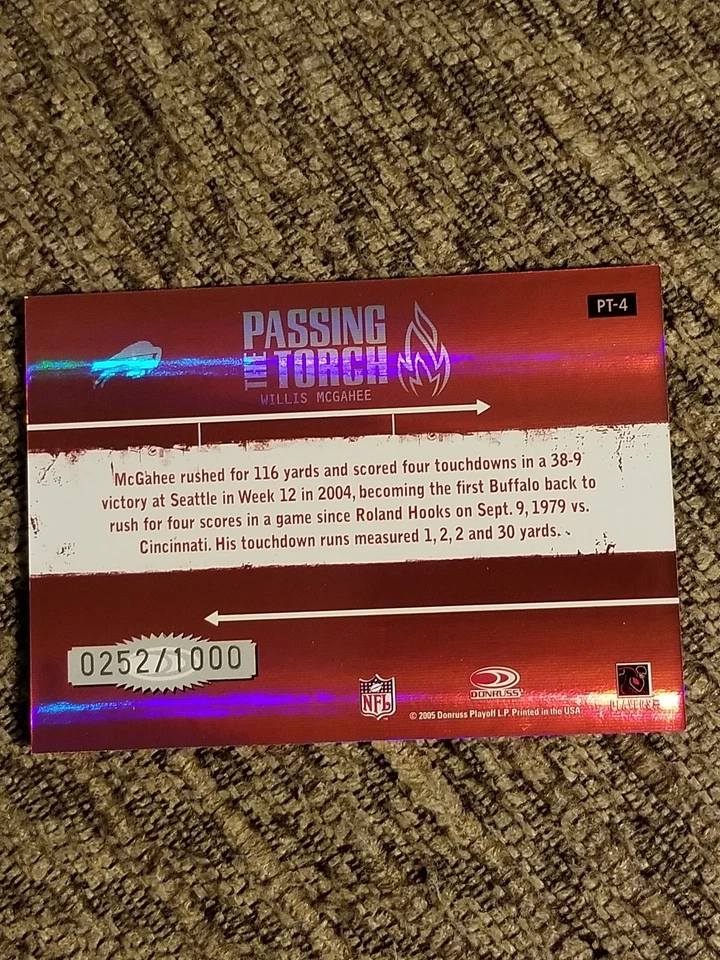 PT-4
PASSING
THE TORCH
WILLIS MCGAHEE
McGahee rushed for 116 yards and scored four touchdowns in a 38-9
victory at Seattle in Week 12 in 2004, becoming the first Buffalo back to
rush for four scores in a game since Roland Hooks on Sept. 9, 1979 vs.
Cincinnati. His touchdown runs measured 1, 2, 2 and 30 yards.
0252/1000
NFL
DONRUSS
PLAYERS
© 2005 Donruss Playoff L.P. Printed in the USA